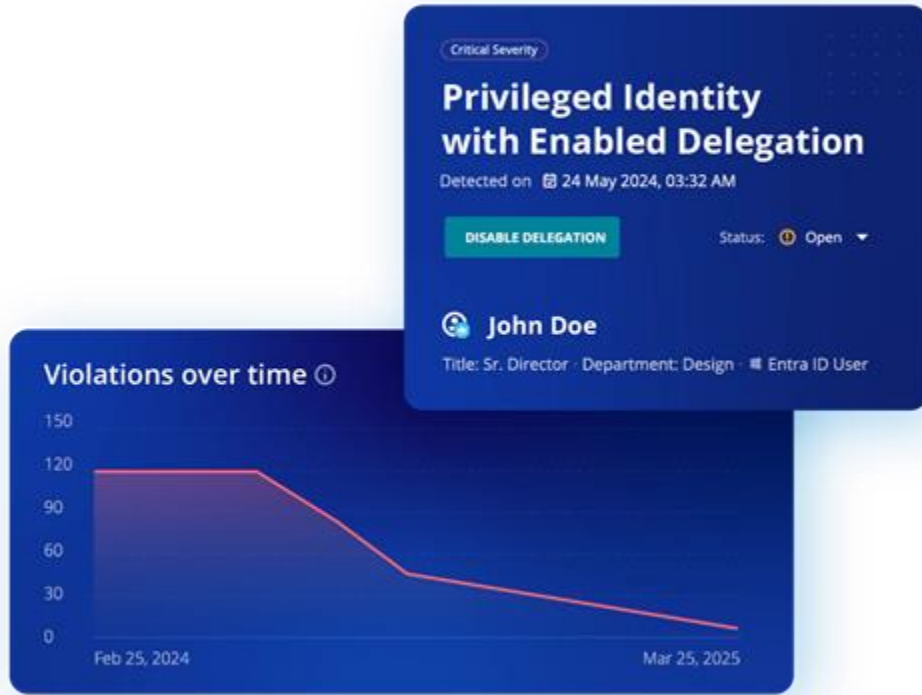 Critical Severity
Privileged Identity
with Enabled Delegation
Detected on 24 May 2024, 03:32 AM
DISABLE DELEGATION
Status: Open
John Doe
Title: Sr. Director · Department: Design · Entra ID User
Violations over time
150
120
90
60
30
0
Feb 25, 2024
Mar 25, 2025